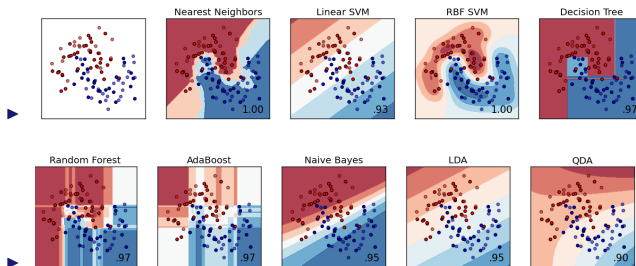 Nearest Neighbors
Linear SVM
RBF SVM
Decision Tree
1.00
.93
1.00
.97
Random Forest
AdaBoost
Naive Bayes
LDA
QDA
.97
.97
.95
.95
.90